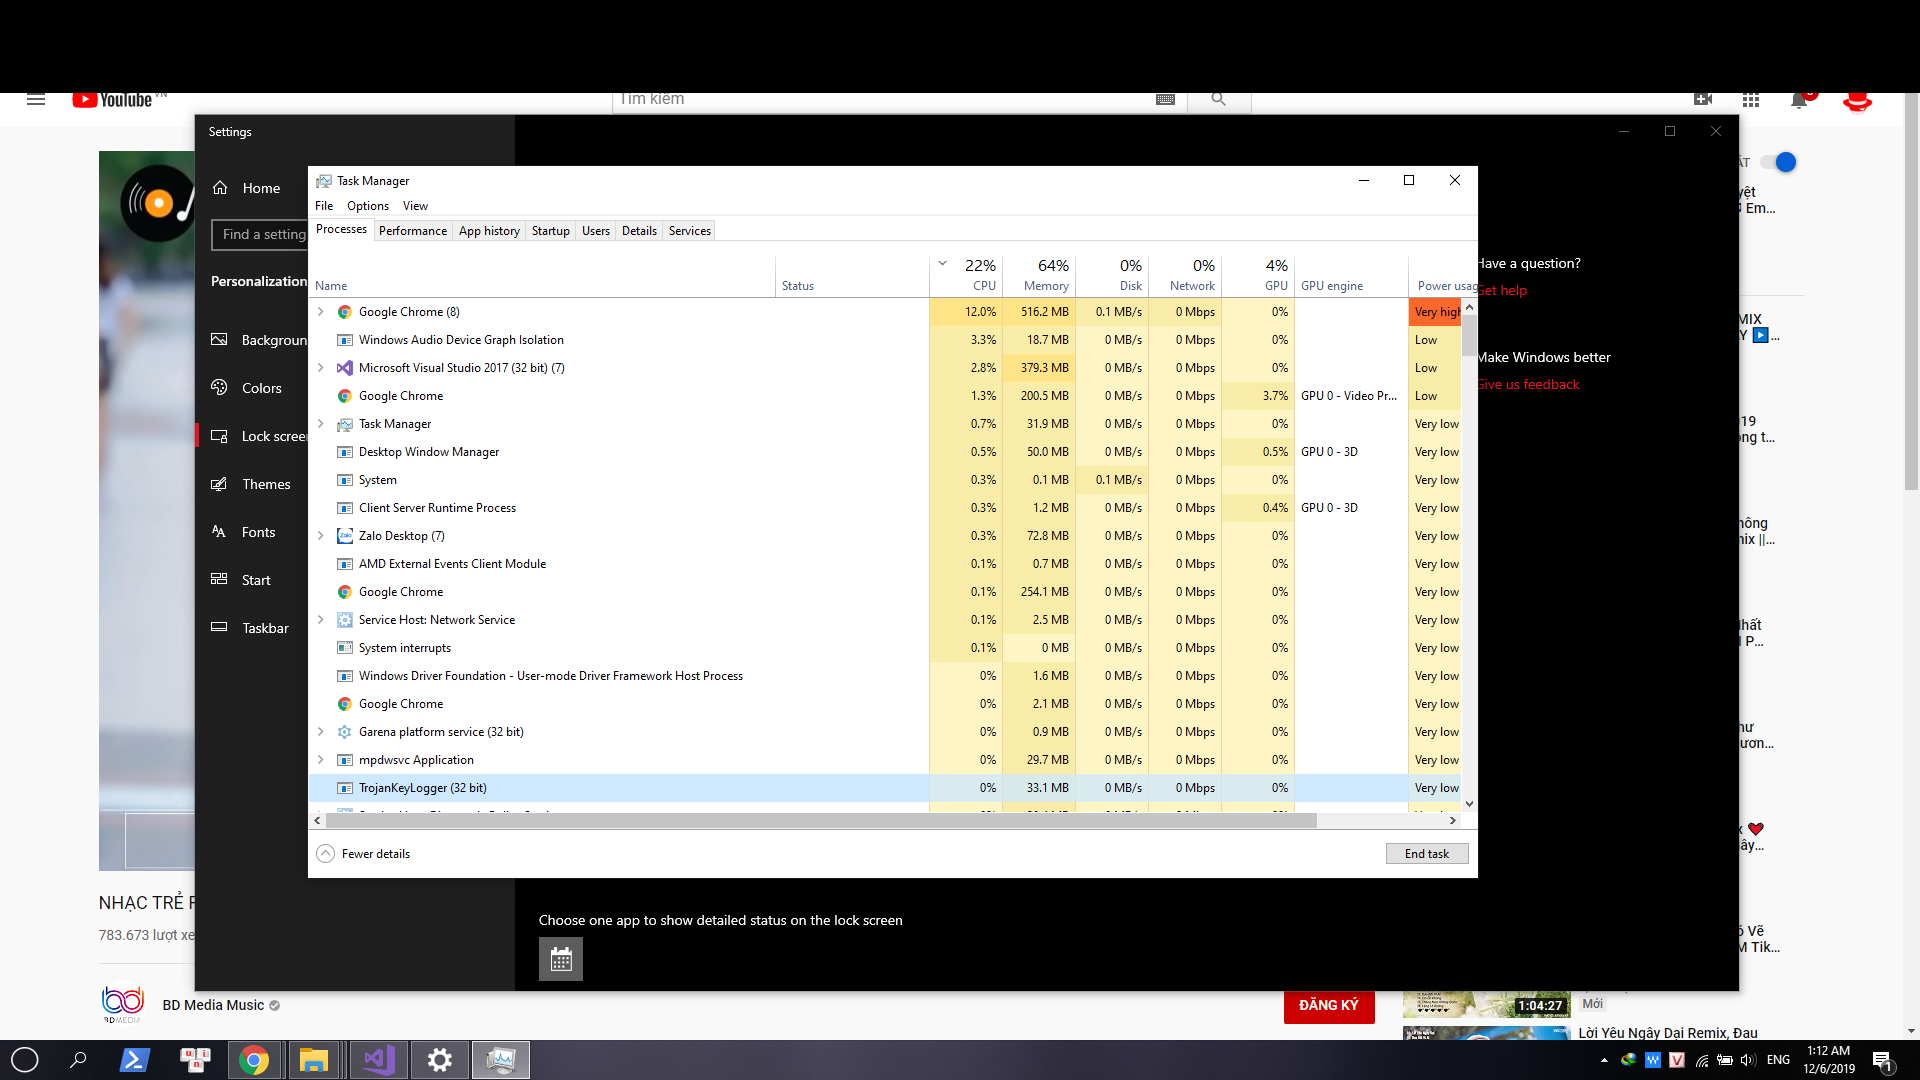 YouTube VN
Tìm kiếm
Settings
Home
Find a setting
Personalization
Backgroun
Colors
Lock scree
Themes
Fonts
Start
Taskbar
Task Manager
File Options View
Processes Performance App history Startup Users Details Services
22% 64% 0% 0% 4%
Name Status CPU Memory Disk Network GPU GPU engine Power usag
Google Chrome (8) 12.0% 516.2 MB 0.1 MB/s 0 Mbps 0% Very high
Windows Audio Device Graph Isolation 3.3% 18.7 MB 0 MB/s 0 Mbps 0% Low
Microsoft Visual Studio 2017 (32 bit) (7) 2.8% 379.3 MB 0 MB/s 0 Mbps 0% Low
Google Chrome 1.3% 200.5 MB 0 MB/s 0 Mbps 3.7% GPU 0 - Video Pr... Low
Task Manager 0.7% 31.9 MB 0 MB/s 0 Mbps 0% Very low
Desktop Window Manager 0.5% 50.0 MB 0 MB/s 0 Mbps 0.5% GPU 0 - 3D Very low
System 0.3% 0.1 MB 0.1 MB/s 0 Mbps 0% Very low
Client Server Runtime Process 0.3% 1.2 MB 0 MB/s 0 Mbps 0.4% GPU 0 - 3D Very low
Zalo Desktop (7) 0.3% 72.8 MB 0 MB/s 0 Mbps 0% Very low
AMD External Events Client Module 0.1% 0.7 MB 0 MB/s 0 Mbps 0% Very low
Google Chrome 0.1% 254.1 MB 0 MB/s 0 Mbps 0% Very low
Service Host: Network Service 0.1% 2.5 MB 0 MB/s 0 Mbps 0% Very low
System interrupts 0.1% 0 MB 0 MB/s 0 Mbps 0% Very low
Windows Driver Foundation - User-mode Driver Framework Host Process 0% 1.6 MB 0 MB/s 0 Mbps 0% Very low
Google Chrome 0% 2.1 MB 0 MB/s 0 Mbps 0% Very low
Garena platform service (32 bit) 0% 0.9 MB 0 MB/s 0 Mbps 0% Very low
mpdwsvc Application 0% 29.7 MB 0 MB/s 0 Mbps 0% Very low
TrojanKeyLogger (32 bit) 0% 33.1 MB 0 MB/s 0 Mbps 0% Very low
Fewer details
End task
Have a question?
Get help
Make Windows better
Give us feedback
Choose one app to show detailed status on the lock screen
yệt
Em...
MIX
Y ...
19
ng t...
hông
nix ||...
hất
P...
hư
ươn...
ây...
ó Vẽ
M Tik...
NHẠC TRẺ
783.673 lượt xe
BD MEDIA
BD Media Music
ĐĂNG KÝ
1:04:27
Mới
Lời Yêu Ngây Dại Remix, Đau
ENG
1:12 AM
12/6/2019
1